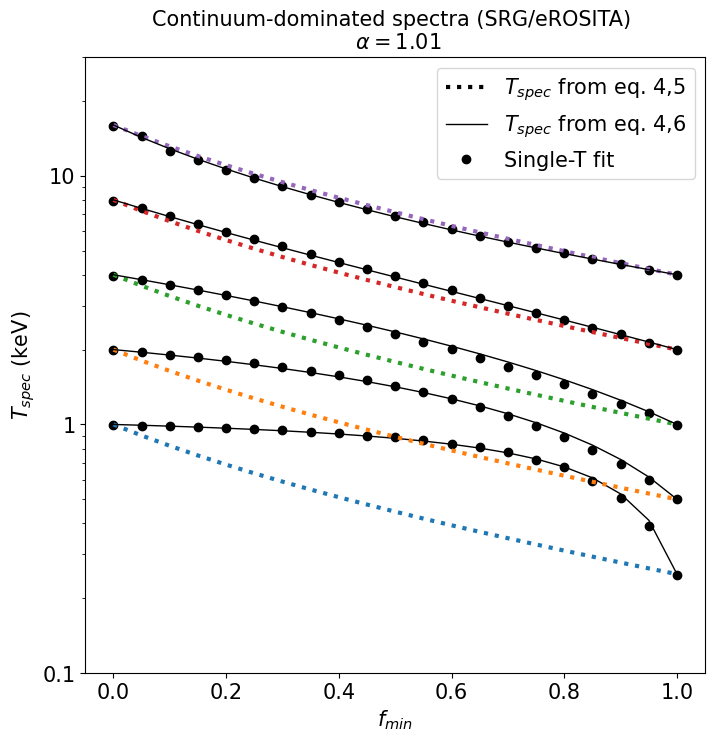 Continuum-dominated spectra (SRG/eROSITA)
α = 1.01
T_spec from eq. 4,5
T_spec from eq. 4,6
Single-T fit
T_spec (keV)
10
1
0.1
0.0 0.2 0.4 0.6 0.8 1.0
f_min